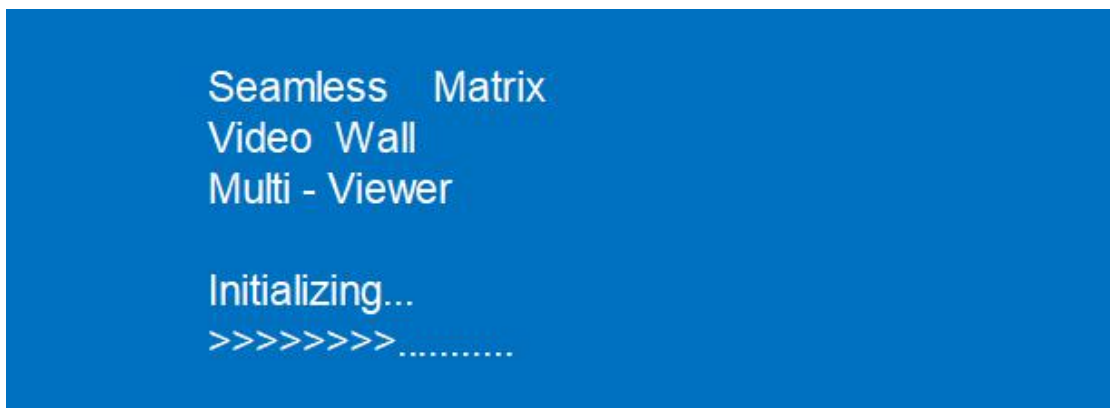 Seamless Matrix
Video Wall
Multi - Viewer
Initializing...
>>>>>>>>...........